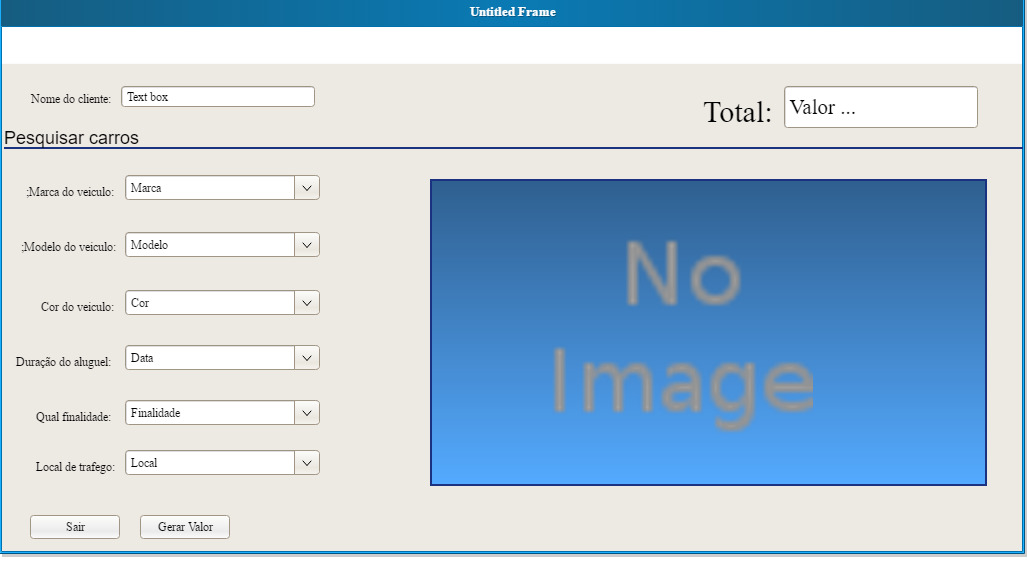 Untitled Frame
Nome do cliente: Text box
Total: Valor ...
Pesquisar carros
;Marca do veiculo: Marca
;Modelo do veiculo: Modelo
Cor do veiculo: Cor
Duração do aluguel: Data
Qual finalidade: Finalidade
Local de trafego: Local
No
Image
Sair Gerar Valor